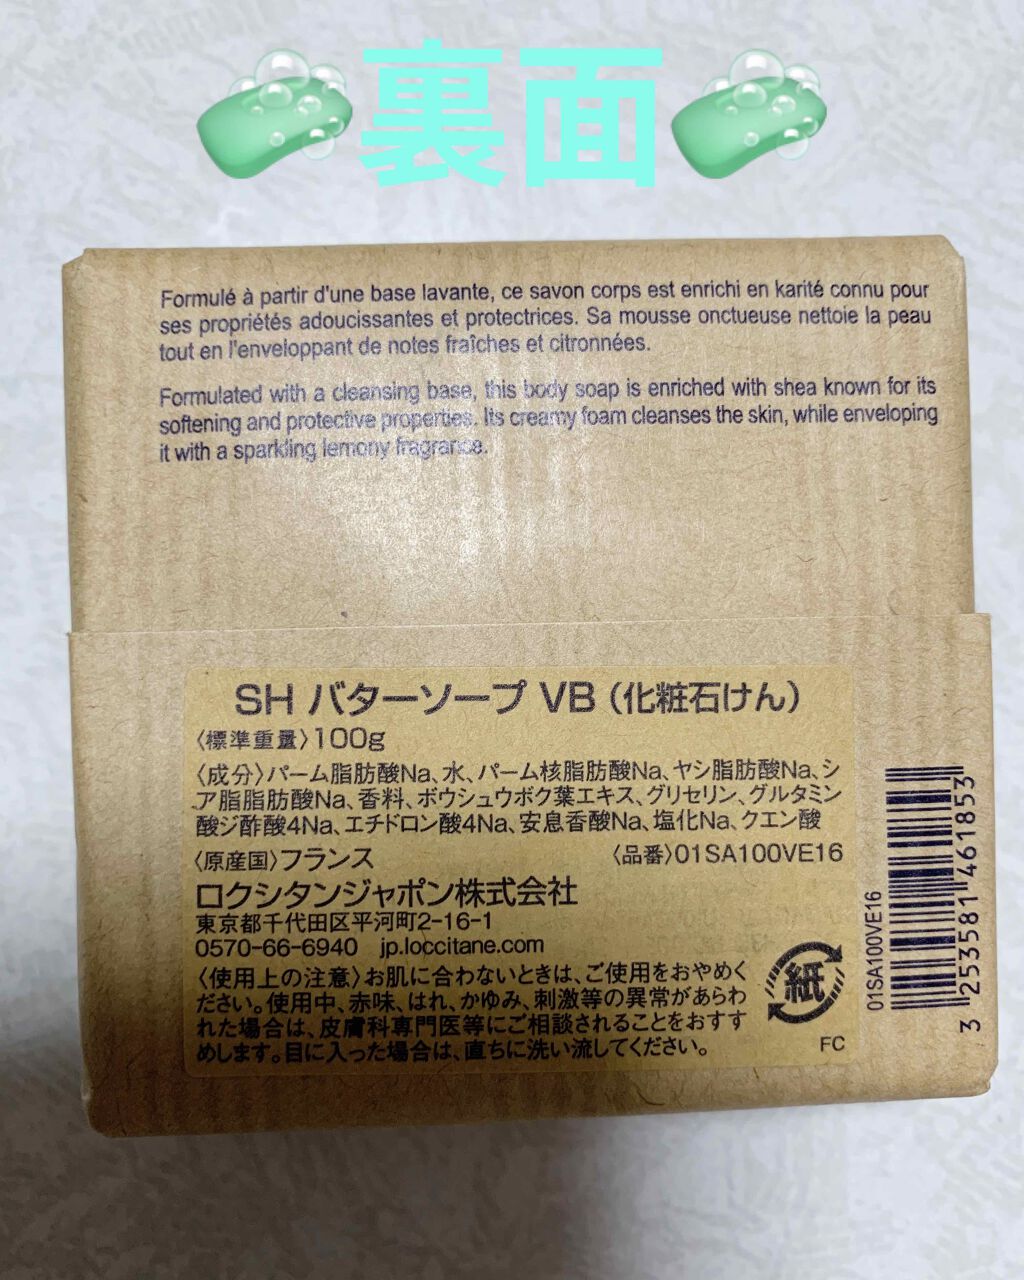 裏面
Formulé à partir d'une base lavante, ce savon corps est enrichi en karité connu pour
ses propriétés adoucissantes et protectrices. Sa mousse onctueuse nettoie la peau
tout en l'enveloppant de notes fraîches et citronnées.
Formulated with a cleansing base, this body soap is enriched with shea known for its
softening and protective properties. Its creamy foam cleanses the skin, while enveloping
it with a sparkling lemony fragrance.
SH バターソープ VB (化粧石けん)
〈標準重量〉100g
〈成分〉パーム脂肪酸Na、水、パーム核脂肪酸Na、ヤシ脂肪酸Na、シ
ア脂脂肪酸Na、香料、ボウシュウボク葉エキス、グリセリン、グルタミン
酸ジ酢酸4Na、エチドロン酸4Na、安息香酸Na、塩化Na、クエン酸
〈原産国〉フランス 〈品番〉01SA100VE16
ロクシタンジャポン株式会社
東京都千代田区平河町2-16-1
0570-66-6940 jp.loccitane.com
〈使用上の注意〉お肌に合わないときは、ご使用をおやめく
ださい。使用中、赤味、はれ、かゆみ、刺激等の異常があらわ
れた場合は、皮膚科専門医等にご相談されることをおすす
めします。目に入った場合は、直ちに洗い流してください。
紙
FC
01SA100VE16
3 253581 461853